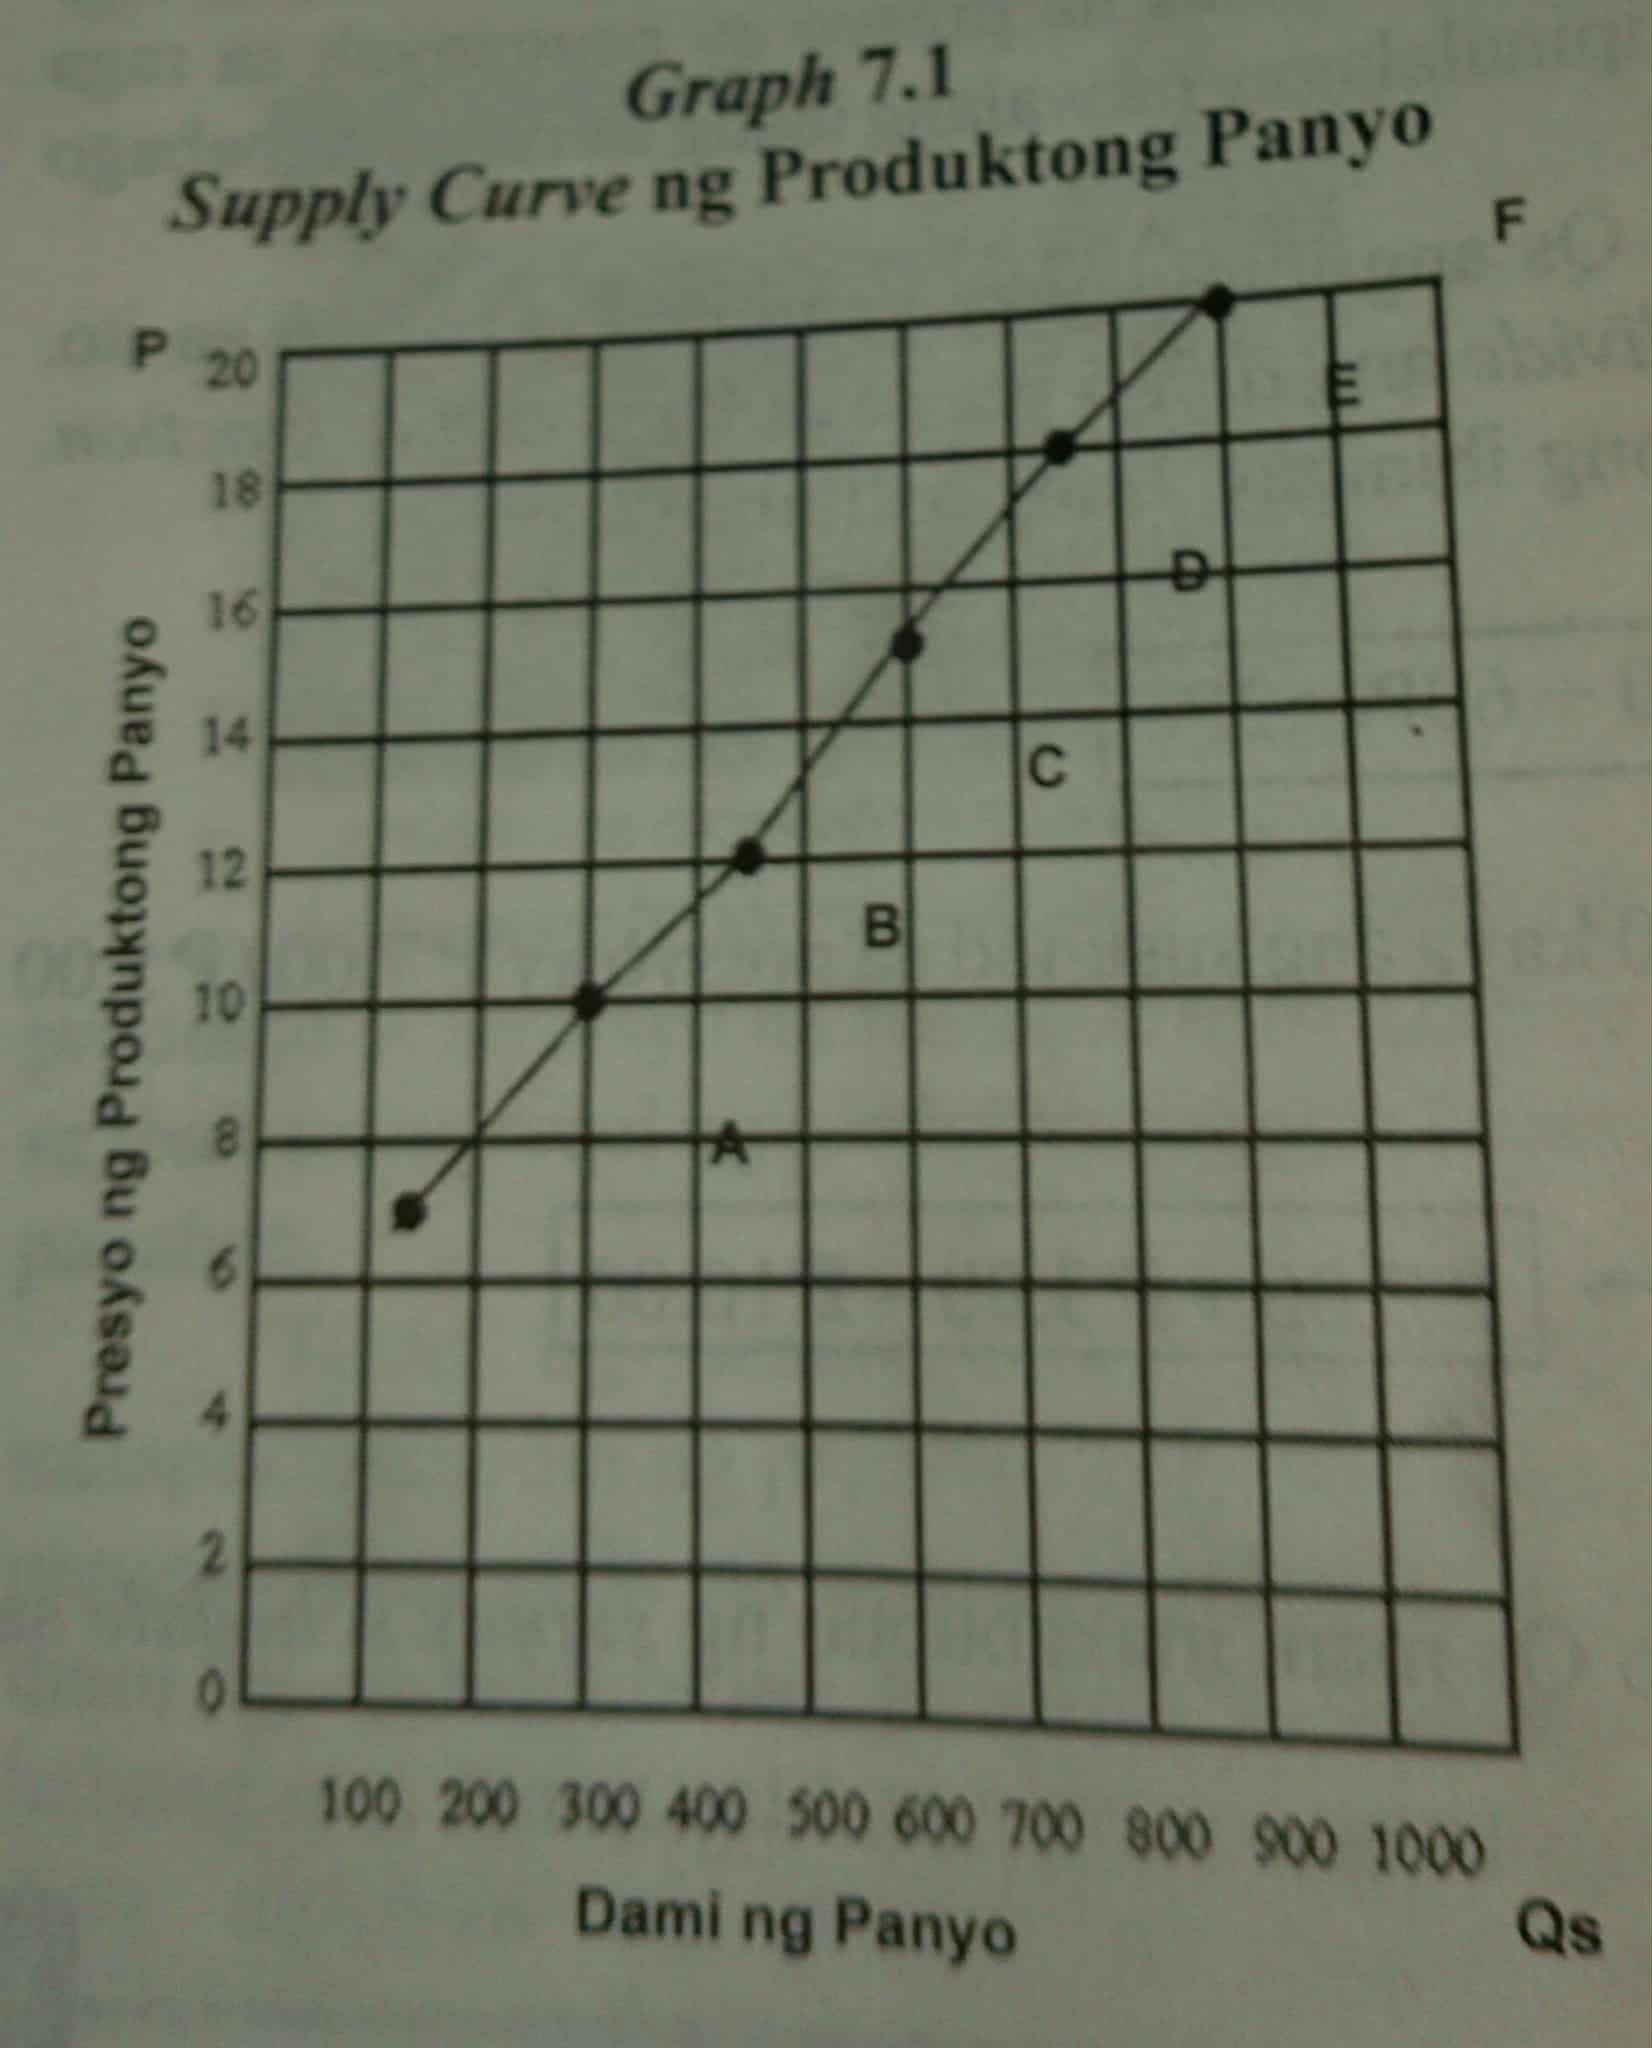 Graph 7.1
Supply Curve ng Produktong Panyo
F
P
20
E
18
16
D
14
C
12
B
10
8
A
6
4
2
0
Presyo ng Produktong Panyo
100 200 300 400 500 600 700 800 900 1000
Dami ng Panyo
Qs